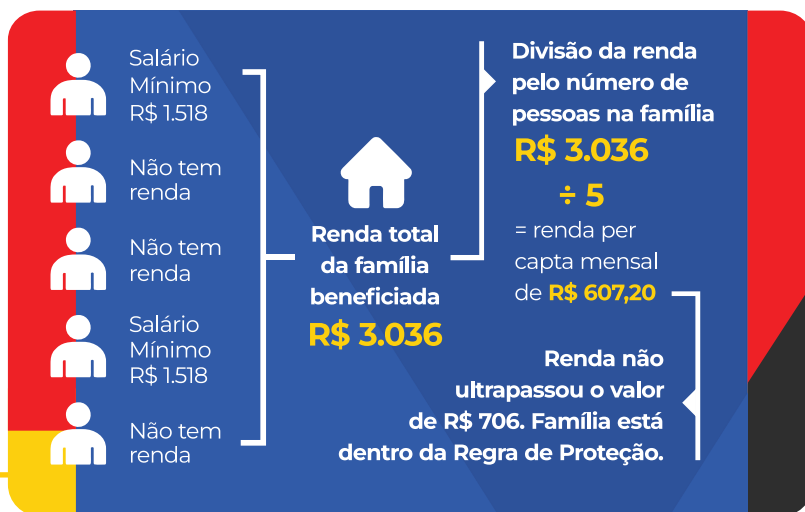 Salário
Mínimo
R$ 1.518
Não tem
renda
Não tem
renda
Salário
Mínimo
R$ 1.518
Não tem
renda
Renda total
da família
beneficiada
R$ 3.036
Divisão da renda
pelo número de
pessoas na família
R$ 3.036
÷ 5
= renda per
capta mensal
de R$ 607,20
Renda não
ultrapassou o valor
de R$ 706. Família está
dentro da Regra de Proteção.